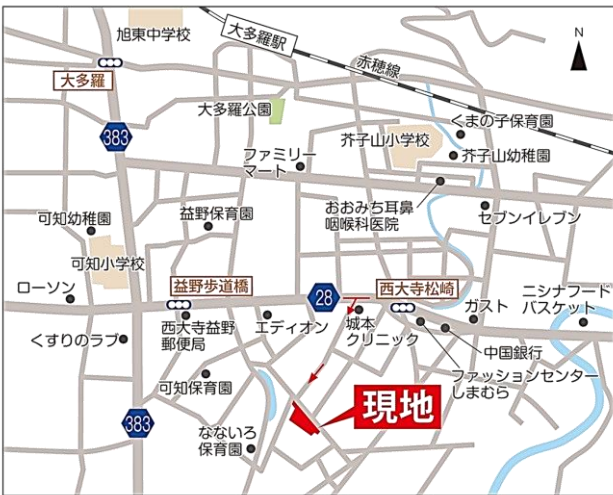 旭東中学校
大多羅駅
赤穂線
N
大多羅
大多羅公園
383
くまの子保育園
芥子山小学校
芥子山幼稚園
ファミリー
マート
おおみち耳鼻
咽喉科医院
セブンイレブン
可知幼稚園
益野保育園
可知小学校
ローソン
益野歩道橋
28
西大寺松崎
ニシナフード
バスケット
ガスト
西大寺益野
郵便局
エディオン
城本
クリニック
くすりのラブ
中国銀行
ファッションセンター
しまむら
可知保育園
現地
383
なないろ
保育園